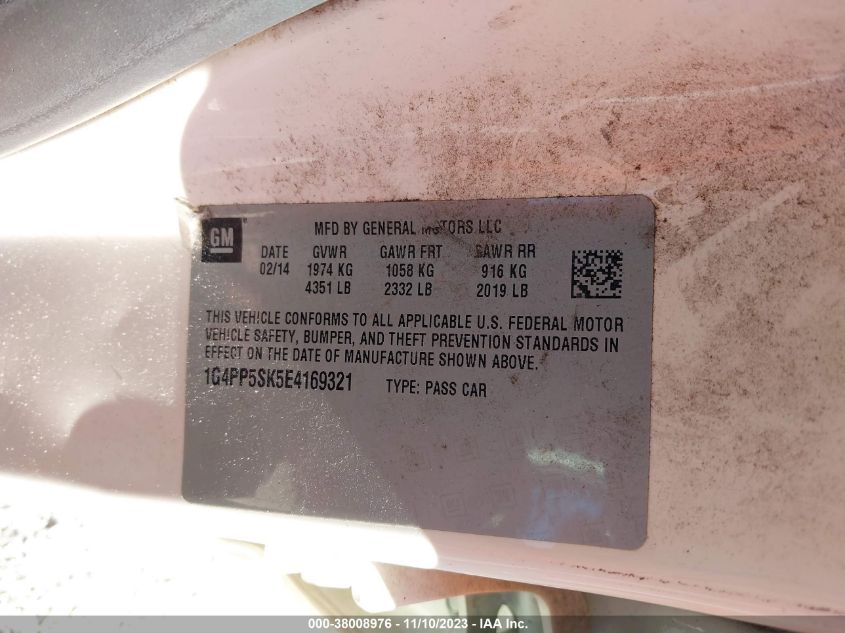 GM ® MFD BY GENERAL MOTORS LLC
DATE GVWR GAWR FRT GAWR RR
02/14 1974 KG 1058 KG 916 KG
4351 LB 2332 LB 2019 LB
THIS VEHICLE CONFORMS TO ALL APPLICABLE U.S. FEDERAL MOTOR
VEHICLE SAFETY, BUMPER, AND THEFT PREVENTION STANDARDS IN
EFFECT ON THE DATE OF MANUFACTURE SHOWN ABOVE.
1G4PP5SK5E4169321 TYPE: PASS CAR
000-38008976 - 11/10/2023 - IAA Inc.